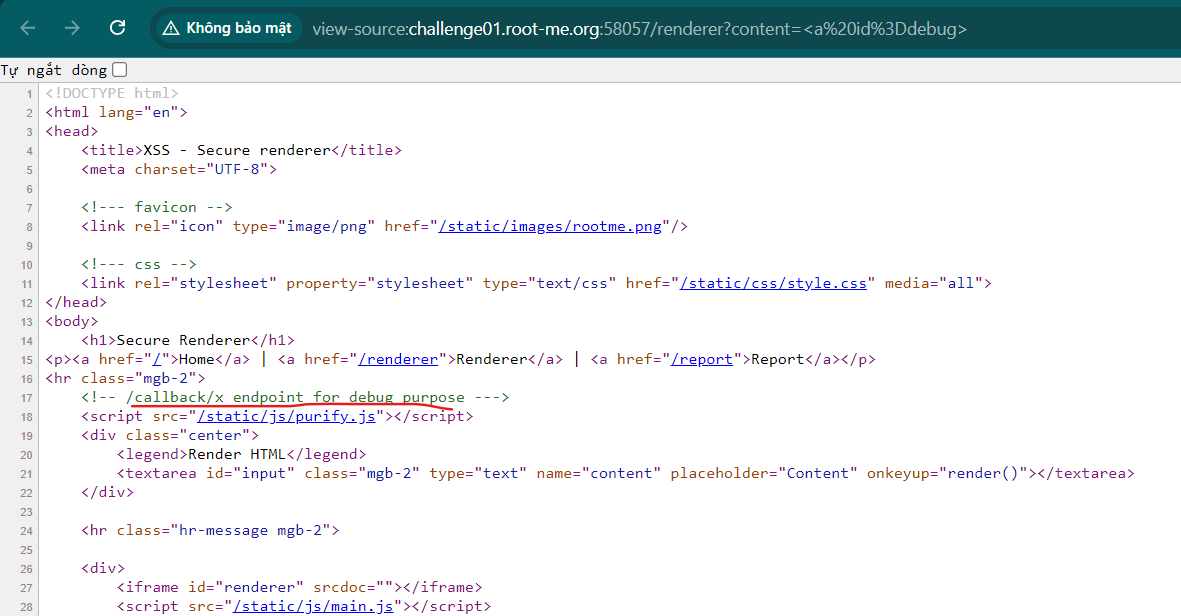 Không bảo mật view-source:challenge01.root-me.org:58057/renderer?content=<a%20id%3Ddebug>
Tự ngắt dòng
1 <!DOCTYPE html>
2 <html lang="en">
3 <head>
4 <title>XSS - Secure renderer</title>
5 <meta charset="UTF-8">
6
7 <!--- favicon -->
8 <link rel="icon" type="image/png" href="/static/images/rootme.png"/>
9
10 <!--- css -->
11 <link rel="stylesheet" property="stylesheet" type="text/css" href="/static/css/style.css" media="all">
12 </head>
13 <body>
14 <h1>Secure Renderer</h1>
15 <p><a href="/">Home</a> | <a href="/renderer">Renderer</a> | <a href="/report">Report</a></p>
16 <hr class="mgb-2">
17 <!-- /callback/x endpoint for debug purpose --->
18 <script src="/static/js/purify.js"></script>
19 <div class="center">
20 <legend>Render HTML</legend>
21 <textarea id="input" class="mgb-2" type="text" name="content" placeholder="Content" onkeyup="render()"></textarea>
22 </div>
23
24 <hr class="hr-message mgb-2">
25
26 <div>
27 <iframe id="renderer" srcdoc=""></iframe>
28 <script src="/static/js/main.js"></script>